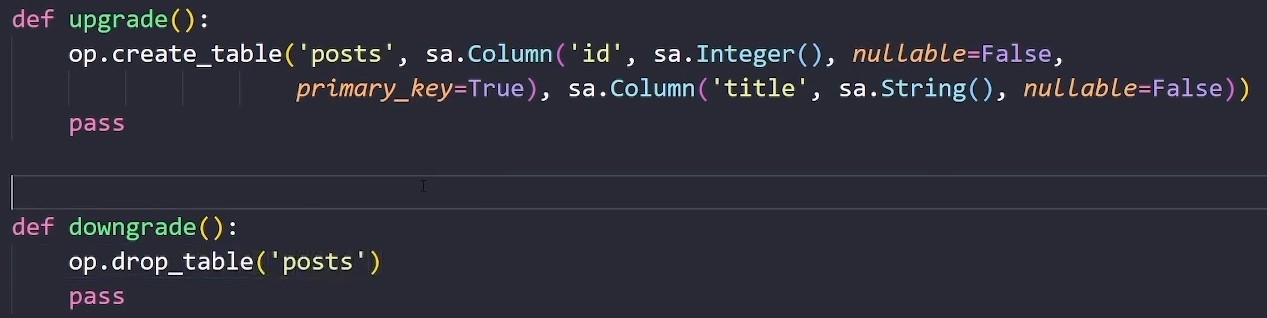 def upgrade():
    op.create_table('posts', sa.Column('id', sa.Integer(), nullable=False,
                    primary_key=True), sa.Column('title', sa.String(), nullable=False))
    pass
def downgrade():
    op.drop_table('posts')
    pass